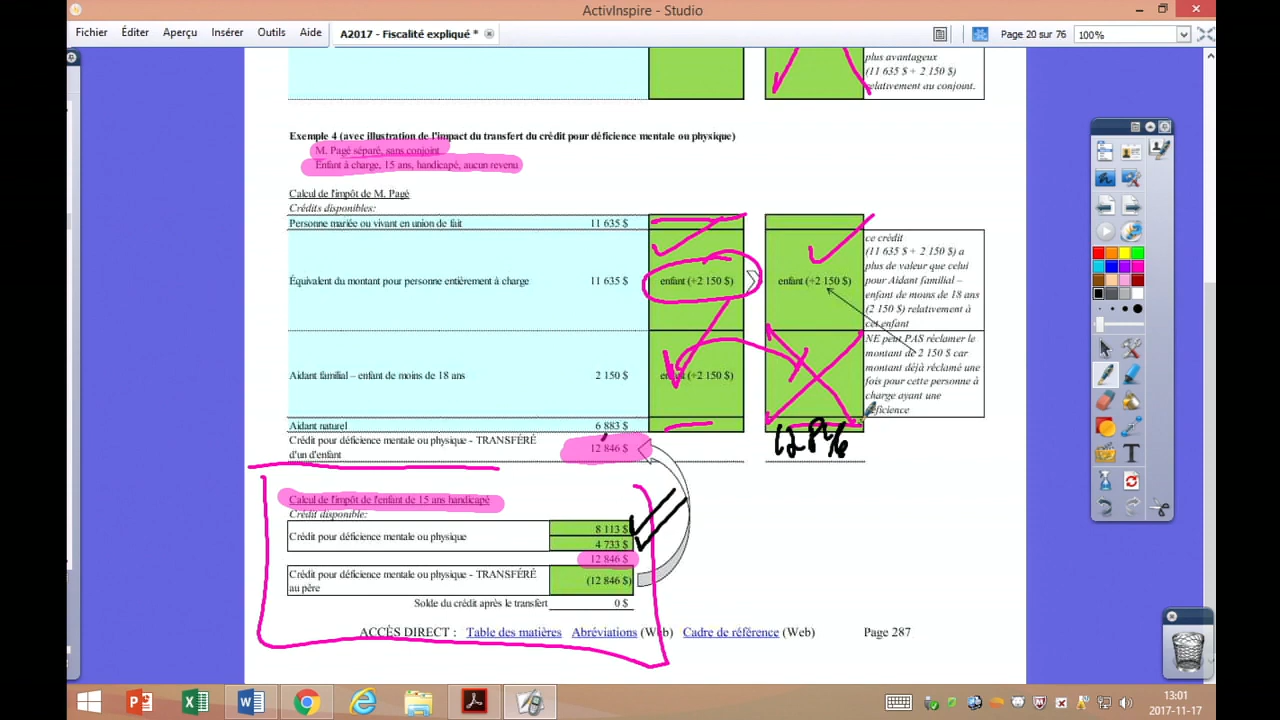 ActivInspire - Studio
Fichier Éditer Aperçu Insérer Outils Aide A2017 - Fiscalité expliqué * Page 20 sur 76 100%
plus avantageux
(11 635 $ + 2 150 $)
relativement au conjoint.
Exemple 4 (avec illustration de l'impact du transfert du crédit pour déficience mentale ou physique)
M. Pagé séparé, sans conjoint
Enfant à charge, 15 ans, handicapé, aucun revenu
Calcul de l'impôt de M. Pagé
Crédits disponibles:
Personne mariée ou vivant en union de fait 11 635 $
Équivalent du montant pour personne entièrement à charge 11 635 $ enfant (+2 150 $) enfant (+2 150 $)
ce crédit
(11 635 $ + 2 150 $) a
plus de valeur que celui
pour Aidant familial –
enfant de moins de 18 ans
(2 150 $) relativement à
cet enfant
Aidant familial – enfant de moins de 18 ans 2 150 $ enfant (+2 150 $)
NE peut PAS réclamer le
montant de 2 150 $ car
montant déjà réclamé une
fois pour cette personne à
charge ayant une
déficience
Aidant naturel 6 883 $
Crédit pour déficience mentale ou physique - TRANSFÉRÉ
d'un d'enfant 12 846 $ 12 846
Calcul de l'impôt de l'enfant de 15 ans handicapé
Crédit disponible:
Crédit pour déficience mentale ou physique 8 113 $
4 733 $
12 846 $
Crédit pour déficience mentale ou physique - TRANSFÉRÉ
au père (12 846 $)
Solde du crédit après le transfert 0 $
ACCÈS DIRECT : Table des matières Abréviations (Web) Cadre de référence (Web) Page 287
13:01
2017-11-17